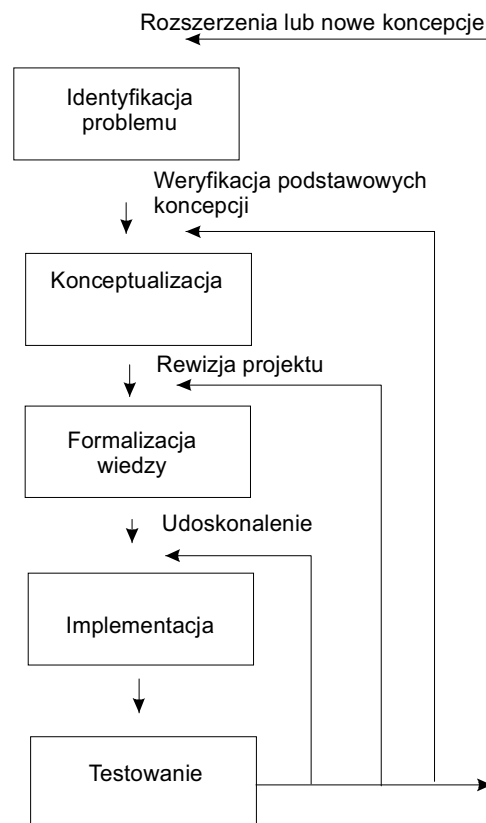 Rozszerzenia lub nowe koncepcje
Identyfikacja
problemu
Weryfikacja podstawowych
koncepcji
Konceptualizacja
Rewizja projektu
Formalizacja
wiedzy
Udoskonalenie
Implementacja
Testowanie